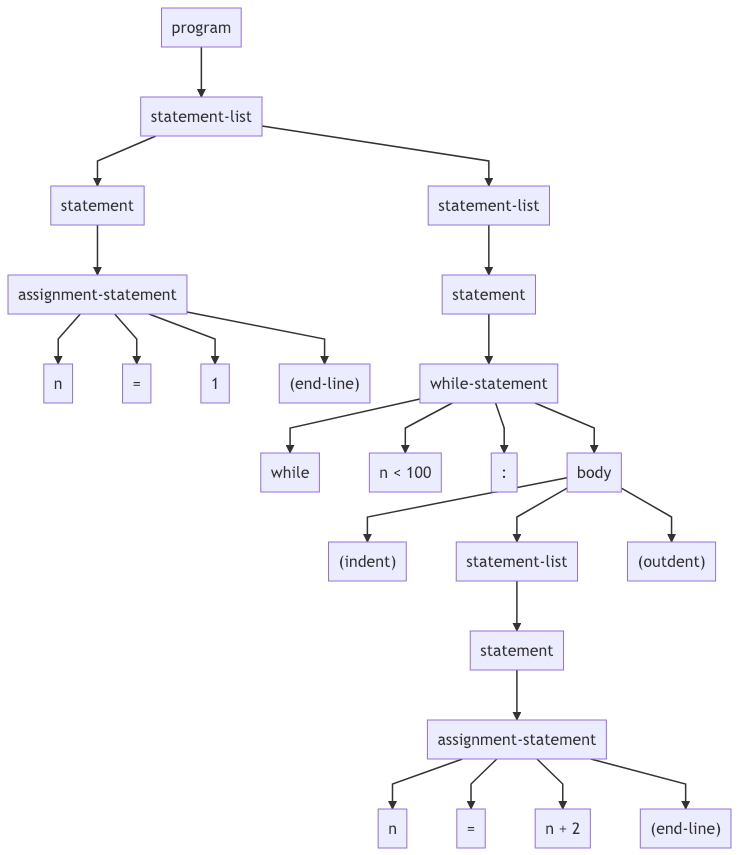 program
statement-list
statement
statement-list
assignment-statement
statement
n
=
1
(end-line)
while-statement
while
n < 100
:
body
(indent)
statement-list
(outdent)
statement
assignment-statement
n
=
n + 2
(end-line)